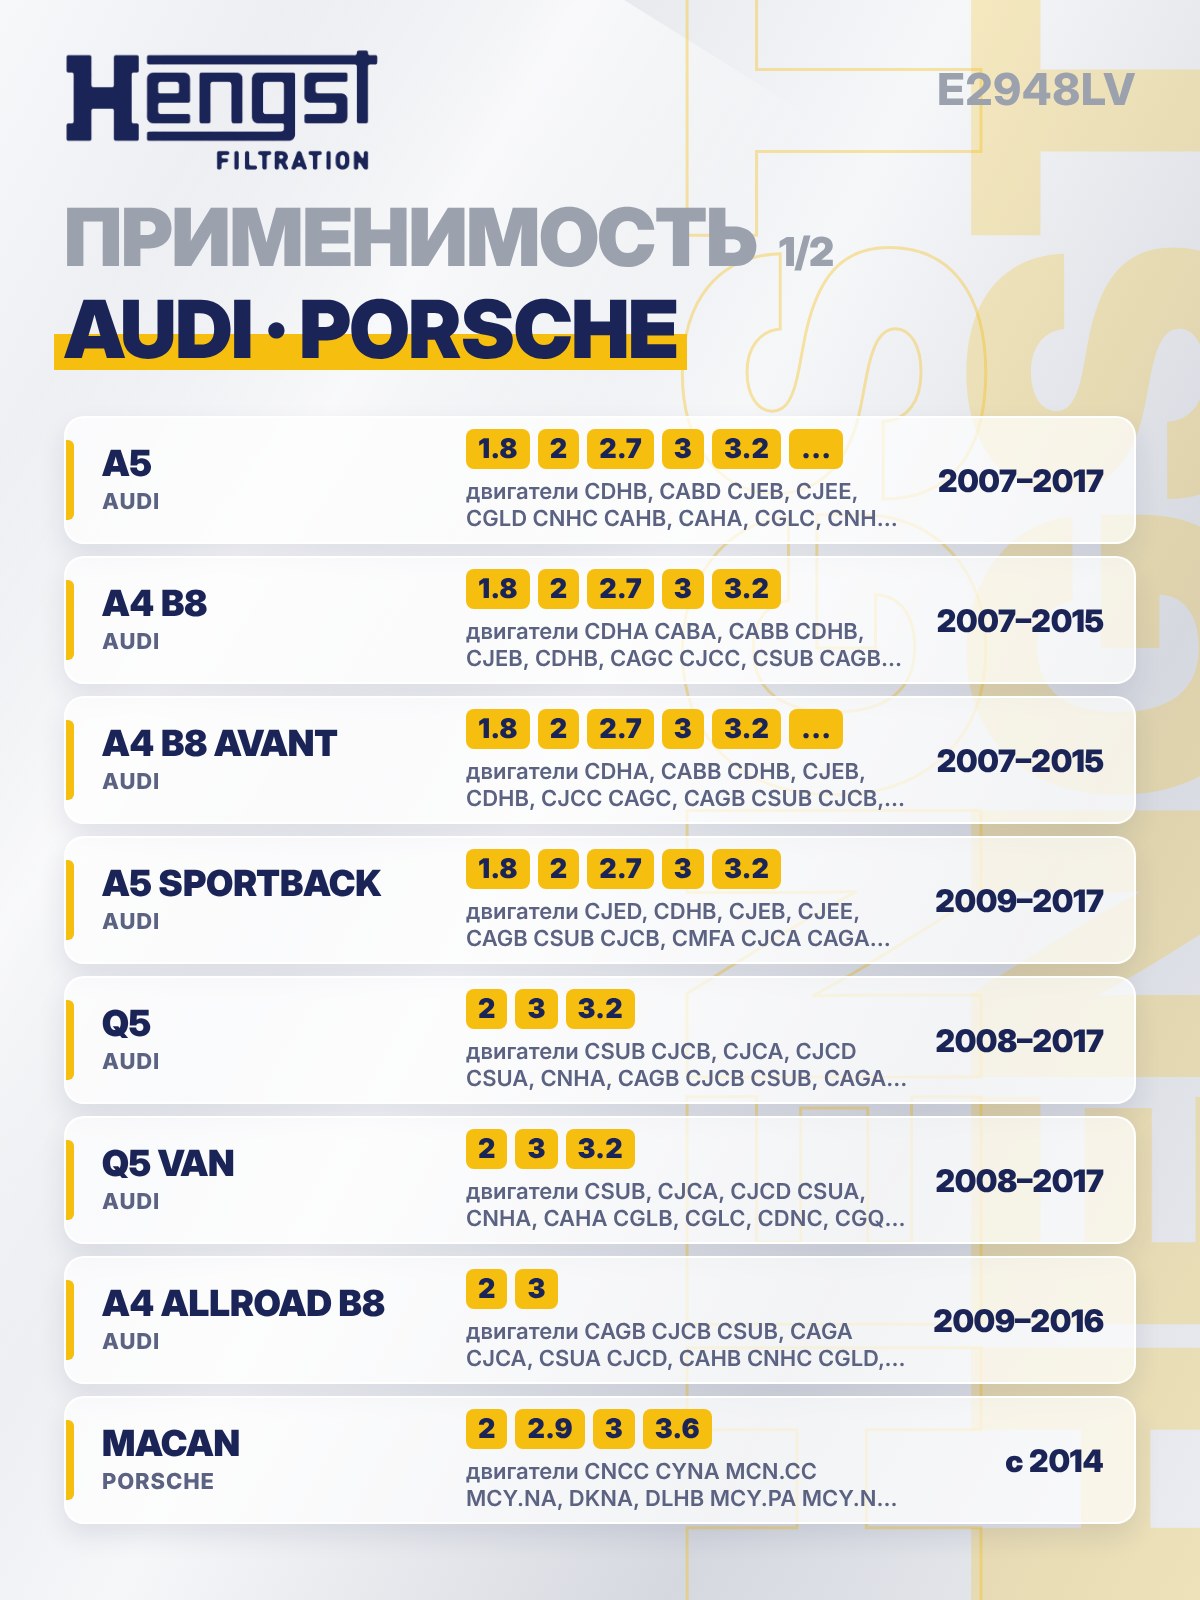 Hengst
FILTRATION
E2948LV
ПРИМЕНИМОСТЬ 1/2
AUDI · PORSCHE
A5
AUDI
1.8 2 2.7 3 3.2 ...
двигатели CDHB, CABD CJEB, CJEE,
CGLD CNHC CAHB, CAHA, CGLC, CNH...
2007–2017
A4 B8
AUDI
1.8 2 2.7 3 3.2
двигатели CDHA CABA, CABB CDHB,
CJEB, CDHB, CAGC CJCC, CSUB CAGB...
2007–2015
A4 B8 AVANT
AUDI
1.8 2 2.7 3 3.2 ...
двигатели CDHA, CABB CDHB, CJEB,
CDHB, CJCC CAGC, CAGB CSUB CJCB,...
2007–2015
A5 SPORTBACK
AUDI
1.8 2 2.7 3 3.2
двигатели CJED, CDHB, CJEB, CJEE,
CAGB CSUB CJCB, CMFA CJCA CAGA...
2009–2017
Q5
AUDI
2 3 3.2
двигатели CSUB CJCB, CJCA, CJCD
CSUA, CNHA, CAGB CJCB CSUB, CAGA...
2008–2017
Q5 VAN
AUDI
2 3 3.2
двигатели CSUB, CJCA, CJCD CSUA,
CNHA, CAHA CGLB, CGLC, CDNC, CGQ...
2008–2017
A4 ALLROAD B8
AUDI
2 3
двигатели CAGB CJCB CSUB, CAGA
CJCA, CSUA CJCD, CAHB CNHC CGLD,...
2009–2016
MACAN
PORSCHE
2 2.9 3 3.6
двигатели CNCC CYNA MCN.CC
MCY.NA, DKNA, DLHB MCY.PA MCY.N...
с 2014
HENGST
HENGST